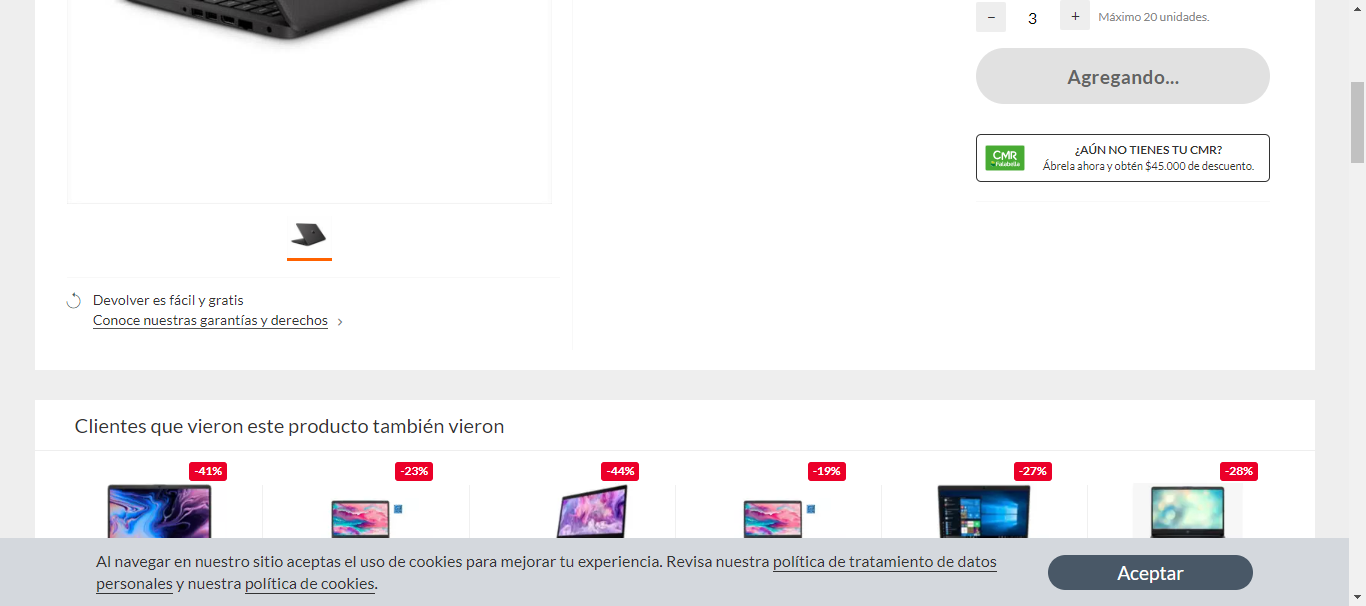 − 3 + Máximo 20 unidades.
Agregando...
CMR
Falabella
¿AÚN NO TIENES TU CMR?
Ábrela ahora y obtén $45.000 de descuento.
Devolver es fácil y gratis
Conoce nuestras garantías y derechos
Clientes que vieron este producto también vieron
-41% -23% -44% -19% -27% -28%
Al navegar en nuestro sitio aceptas el uso de cookies para mejorar tu experiencia. Revisa nuestra política de tratamiento de datos
personales y nuestra política de cookies.
Aceptar